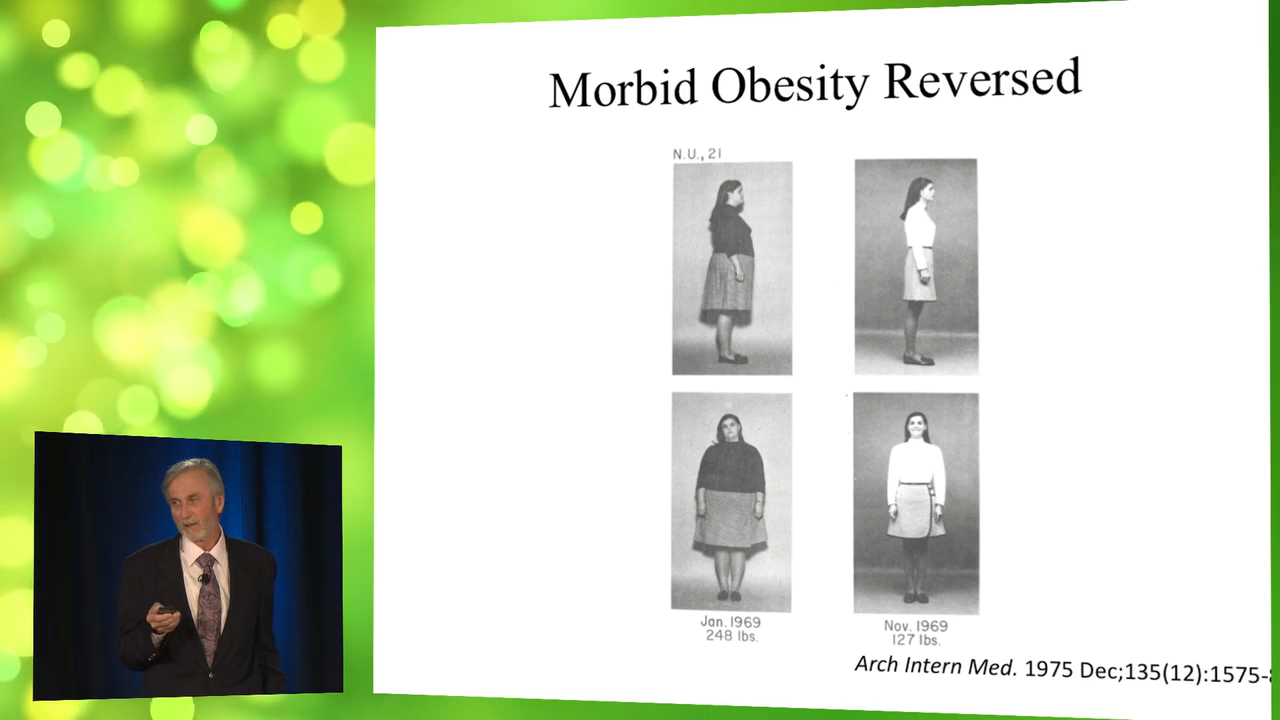 Morbid Obesity Reversed
N.U., 21
Jan. 1969
248 lbs.
Nov. 1969
127 lbs.
Arch Intern Med. 1975 Dec;135(12):1575-